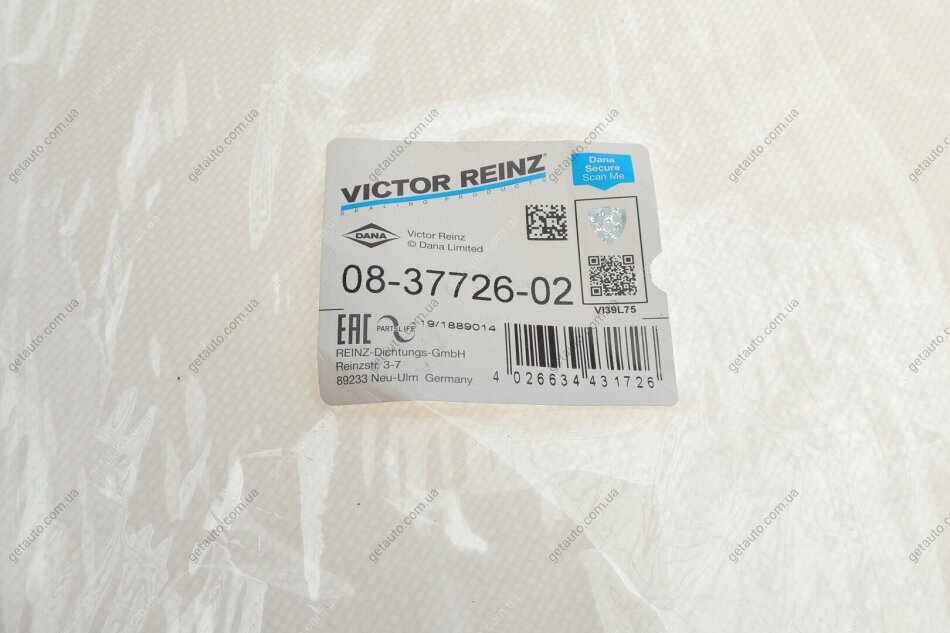 VICTOR REINZ®
SEALING PRODUCTS
Dana
Secure
Scan Me
DANA
Victor Reinz
© Dana Limited
08-37726-02
VI39L75
EAC
PARTSLIFE
19/1889014
REINZ-Dichtungs-GmbH
Reinzstr. 3-7
89233 Neu-Ulm Germany
4 026634 431726
getauto.com.ua